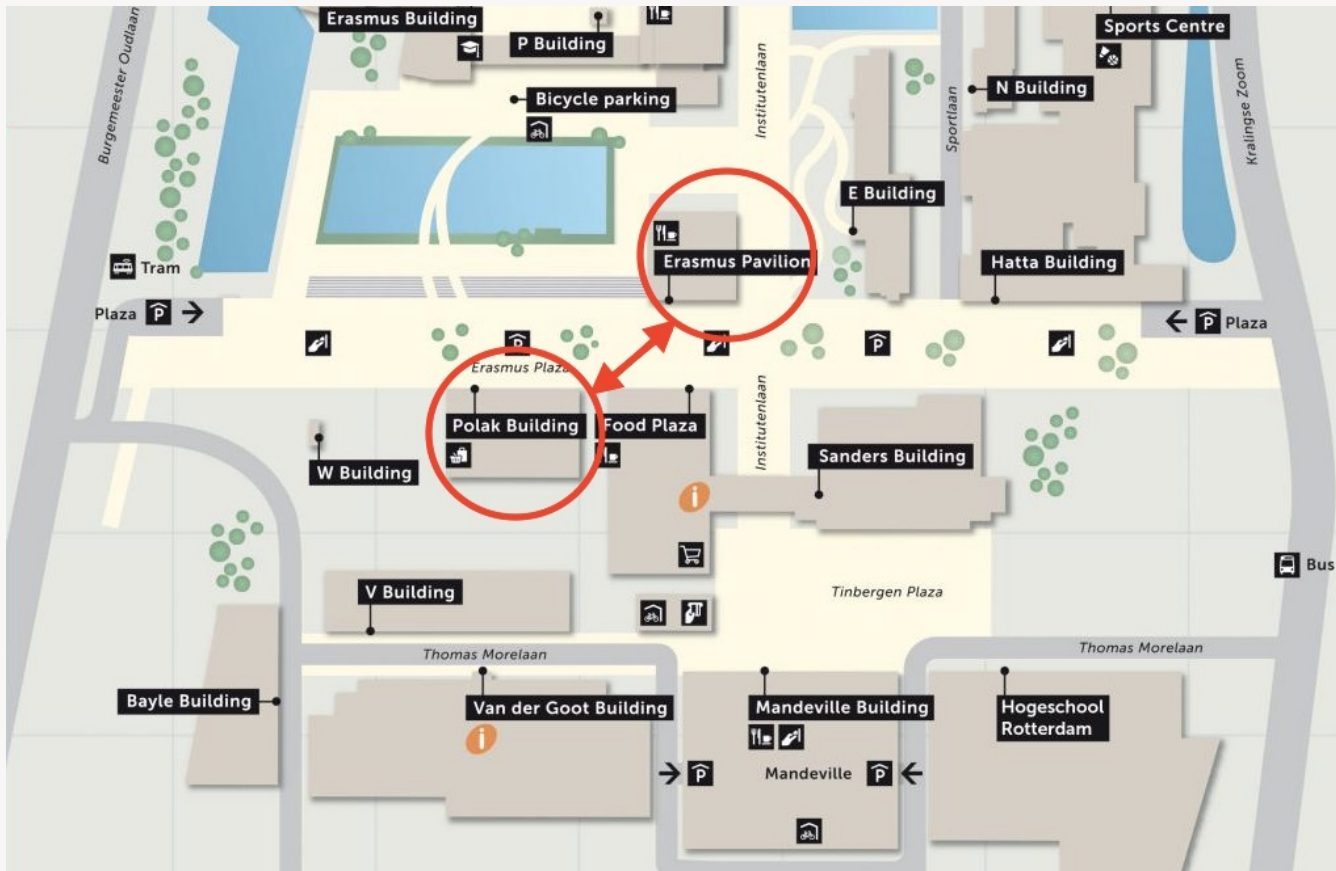 Erasmus Building
P Building
Sports Centre
Bicycle parking
N Building
Burgemeester Oudlaan
Institutenlaan
Sportlaan
Kralingse Zoom
E Building
Erasmus Pavilion
Hatta Building
Tram
Plaza P
P Plaza
P
P
Erasmus Plaza
Polak Building
Food Plaza
Institutenlaan
Sanders Building
W Building
i
Bus
V Building
Tinbergen Plaza
Thomas Morelaan
Thomas Morelaan
Bayle Building
Van der Goot Building
i
Mandeville Building
Hogeschool
Rotterdam
P
Mandeville
P